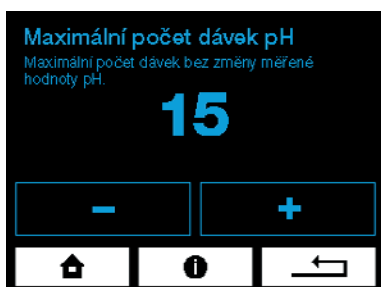 Maximální počet dávek pH
Maximální počet dávek bez změny měřené
hodnoty pH.
15
− +
i